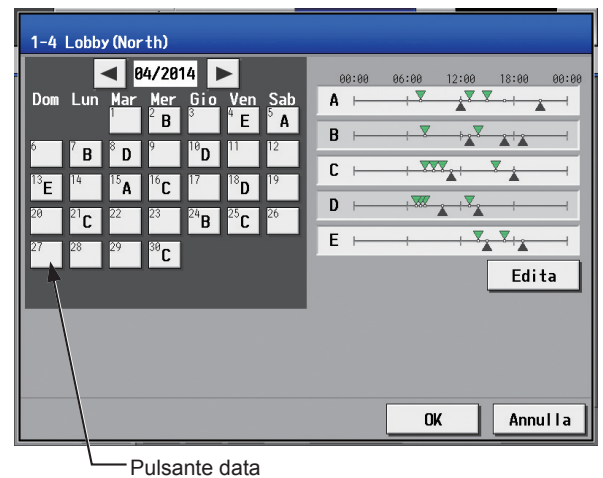 1-4 Lobby(North)
04/2014
Dom Lun Mar Mer Gio Ven Sab
1 2 B 3 4 E 5 A
6 7 B 8 D 9 10 D 11 12
13 E 14 15 A 16 C 17 18 D 19
20 21 C 22 23 24 B 25 C 26
27 28 29 30 C
00:00 06:00 12:00 18:00 00:00
A
B
C
D
E
Edita
OK Annulla
Pulsante data